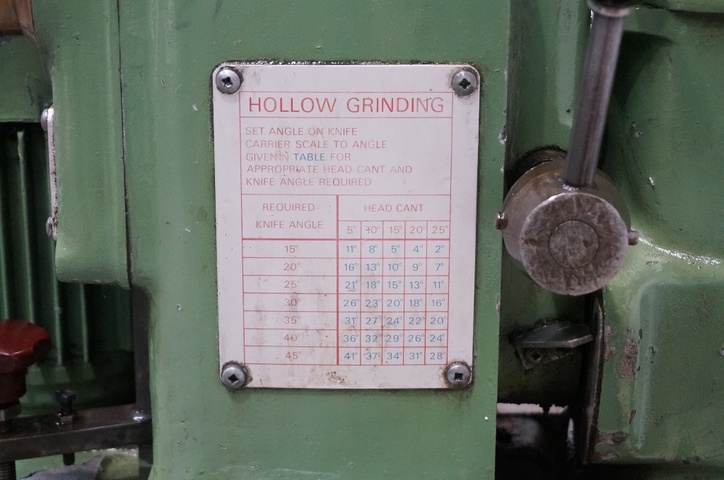 HOLLOW GRINDING
SET ANGLE ON KNIFE
CARRIER SCALE TO ANGLE
GIVEN IN TABLE FOR
APPROPRIATE HEAD CANT AND
KNIFE ANGLE REQUIRED
REQUIRED HEAD CANT
KNIFE ANGLE 5° 10° 15° 20° 25°
15° 11° 8° 5° 4° 2°
20° 16° 13° 10° 9° 7°
25° 21° 18° 15° 13° 11°
30° 26° 23° 20° 18° 16°
35° 31° 27° 24° 22° 20°
40° 36° 32° 29° 26° 24°
45° 41° 37° 34° 31° 28°